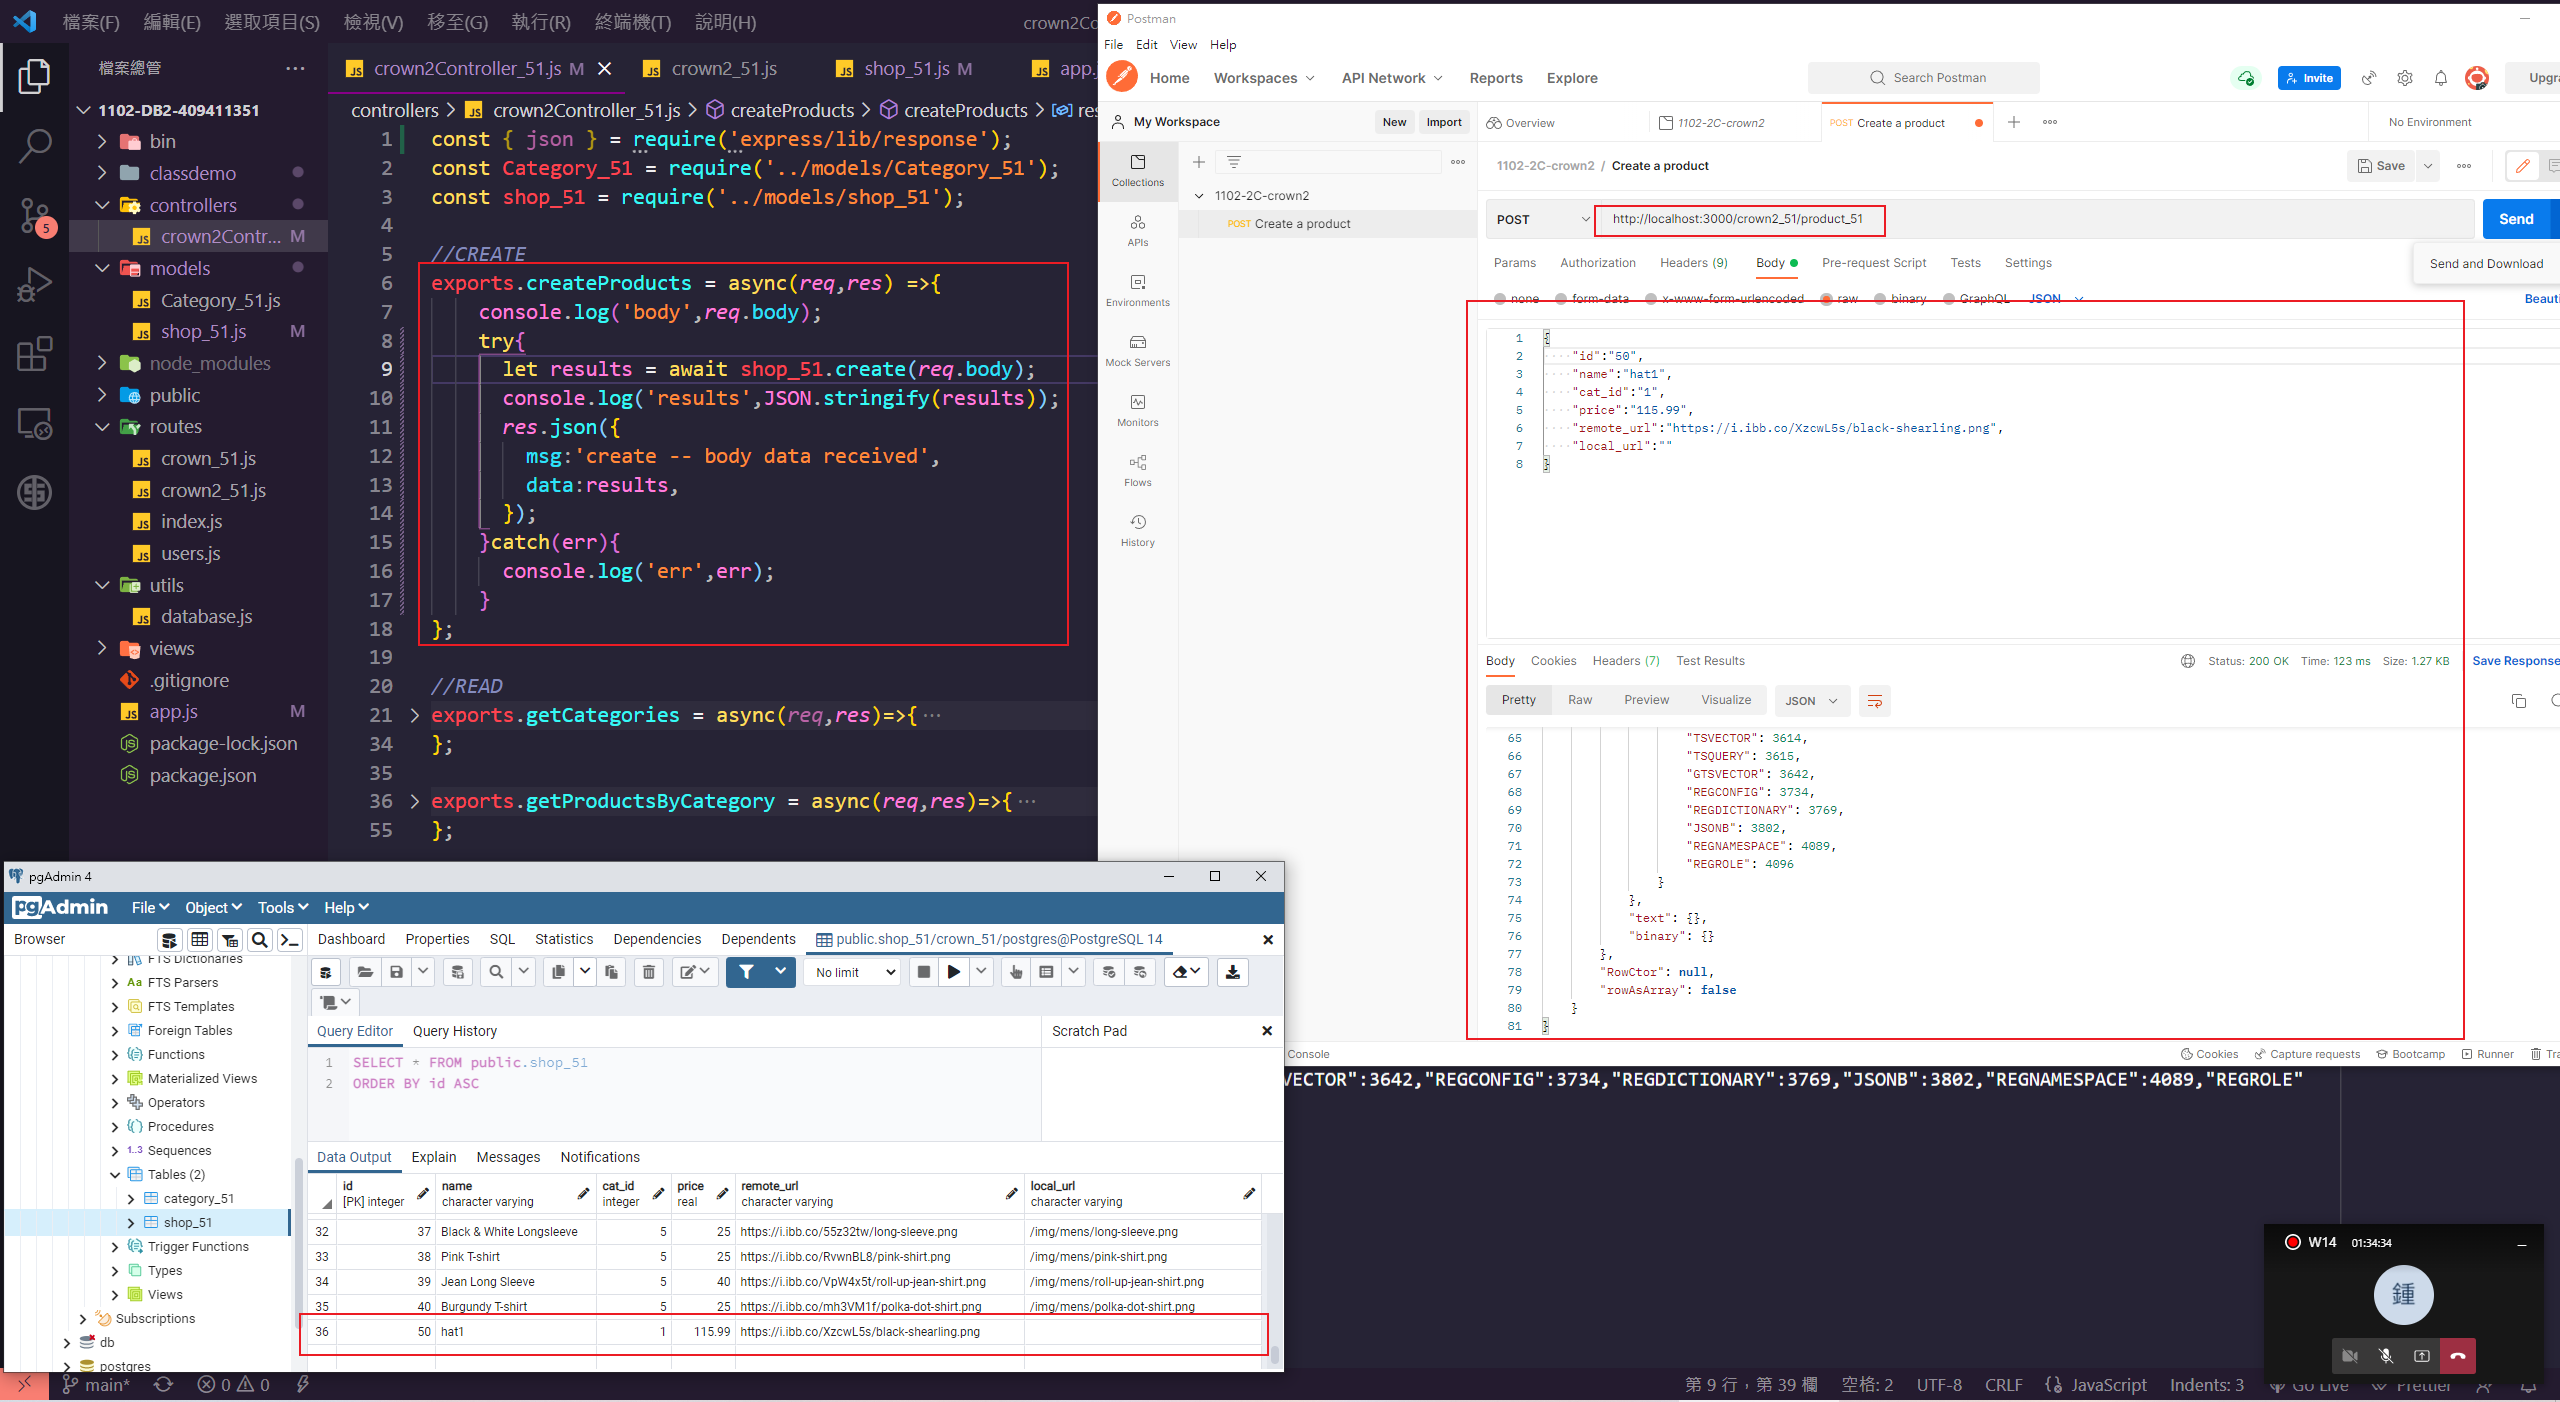 檔案(F) 編輯(E) 選取項目(S) 檢視(V) 移至(G) 執行(R) 終端機(T) 說明(H)
檔案總管
1102-DB2-409411351
bin
classdemo
controllers
crown2Contr... M
models
Category_51.js
shop_51.js M
node_modules
public
routes
crown_51.js
crown2_51.js
index.js
users.js
utils
database.js
views
.gitignore
app.js M
package-lock.json
package.json
5
crown2Controller_51.js M
crown2_51.js
shop_51.js M
controllers > crown2Controller_51.js > createProducts > createProducts >
1 const { json } = require('express/lib/response');
2 const Category_51 = require('../models/Category_51');
3 const shop_51 = require('../models/shop_51');
4
5 //CREATE
6 exports.createProducts = async(req,res) =>{
7 console.log('body',req.body);
8 try{
9 let results = await shop_51.create(req.body);
10 console.log('results',JSON.stringify(results));
11 res.json({
12 msg:'create -- body data received',
13 data:results,
14 });
15 }catch(err){
16 console.log('err',err);
17 }
18 };
19
20 //READ
21 exports.getCategories = async(req,res)=>{ ...
34 };
35
36 exports.getProductsByCategory = async(req,res)=>{ ...
55 };
Postman
File Edit View Help
Home Workspaces API Network Reports Explore
Search Postman
Invite
My Workspace
New Import
Overview
1102-2C-crown2
POST Create a product
No Environment
Collections
APIs
Environments
Mock Servers
Monitors
Flows
History
1102-2C-crown2
POST Create a product
1102-2C-crown2 / Create a product
Save
POST
http://localhost:3000/crown2_51/product_51
Send
Send and Download
Params Authorization Headers (9) Body Pre-request Script Tests Settings
none form-data x-www-form-urlencoded raw binary GraphQL JSON
1 {
2 "id":"50",
3 "name":"hat1",
4 "cat_id":"1",
5 "price":"115.99",
6 "remote_url":"https://i.ibb.co/XzcwL5s/black-shearling.png",
7 "local_url":""
8 }
Body Cookies Headers (7) Test Results
Status: 200 OK Time: 123 ms Size: 1.27 KB Save Response
Pretty Raw Preview Visualize JSON
65 "TSVECTOR": 3614,
66 "TSQUERY": 3615,
67 "GTSVECTOR": 3642,
68 "REGCONFIG": 3734,
69 "REGDICTIONARY": 3769,
70 "JSONB": 3802,
71 "REGNAMESPACE": 4089,
72 "REGROLE": 4096
73 }
74 },
75 "text": {},
76 "binary": {}
77 },
78 "RowCtor": null,
79 "rowAsArray": false
80 }
81 }
Console
Cookies Capture requests Bootcamp Runner
VECTOR":3642,"REGCONFIG":3734,"REGDICTIONARY":3769,"JSONB":3802,"REGNAMESPACE":4089,"REGROLE"
pgAdmin 4
pgAdmin File Object Tools Help
Browser
Dashboard Properties SQL Statistics Dependencies Dependents public.shop_51/crown_51/postgres@PostgreSQL 14
FTS Dictionaries
FTS Parsers
FTS Templates
Foreign Tables
Functions
Materialized Views
Operators
Procedures
Sequences
Tables (2)
category_51
shop_51
Trigger Functions
Types
Views
Subscriptions
db
postgres
No limit
Query Editor Query History
Scratch Pad
1 SELECT * FROM public.shop_51
2 ORDER BY id ASC
Data Output Explain Messages Notifications
id name cat_id price remote_url local_url
[PK] integer character varying integer real character varying character varying
32 37 Black & White Longsleeve 5 25 https://i.ibb.co/55z32tw/long-sleeve.png /img/mens/long-sleeve.png
33 38 Pink T-shirt 5 25 https://i.ibb.co/RvwnBL8/pink-shirt.png /img/mens/pink-shirt.png
34 39 Jean Long Sleeve 5 40 https://i.ibb.co/VpW4x5t/roll-up-jean-shirt.png /img/mens/roll-up-jean-shirt.png
35 40 Burgundy T-shirt 5 25 https://i.ibb.co/mh3VM1f/polka-dot-shirt.png /img/mens/polka-dot-shirt.png
36 50 hat1 1 115.99 https://i.ibb.co/XzcwL5s/black-shearling.png
W14 01:34:34
鍾
main* 0 0
第 9 行，第 39 欄 空格: 2 UTF-8 CRLF JavaScript Indents: 3 Go Live Prettier